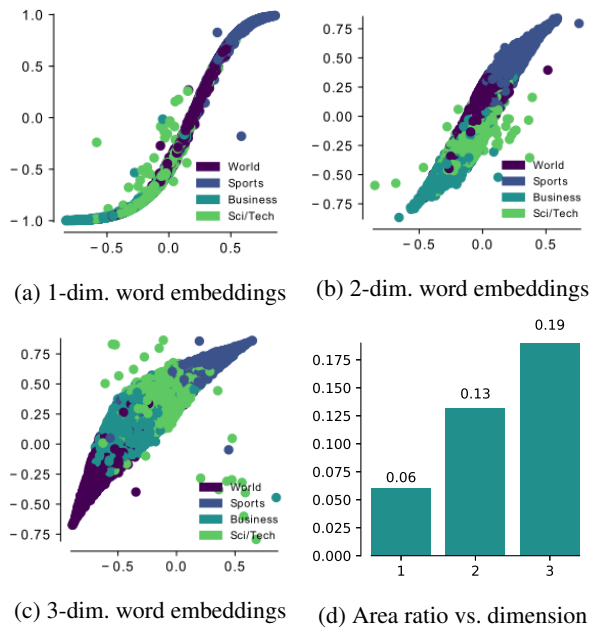 1.0
0.5
0.0
−0.5
−1.0
−0.5
0.0
0.5
World
Sports
Business
Sci/Tech
(a) 1-dim. word embeddings
0.75
0.50
0.25
0.00
−0.25
−0.50
−0.75
−0.5
0.0
0.5
World
Sports
Business
Sci/Tech
(b) 2-dim. word embeddings
0.75
0.50
0.25
0.00
−0.25
−0.50
−0.75
−0.5
0.0
0.5
World
Sports
Business
Sci/Tech
(c) 3-dim. word embeddings
0.175
0.150
0.125
0.100
0.075
0.050
0.025
0.000
0.06
0.13
0.19
1
2
3
(d) Area ratio vs. dimension